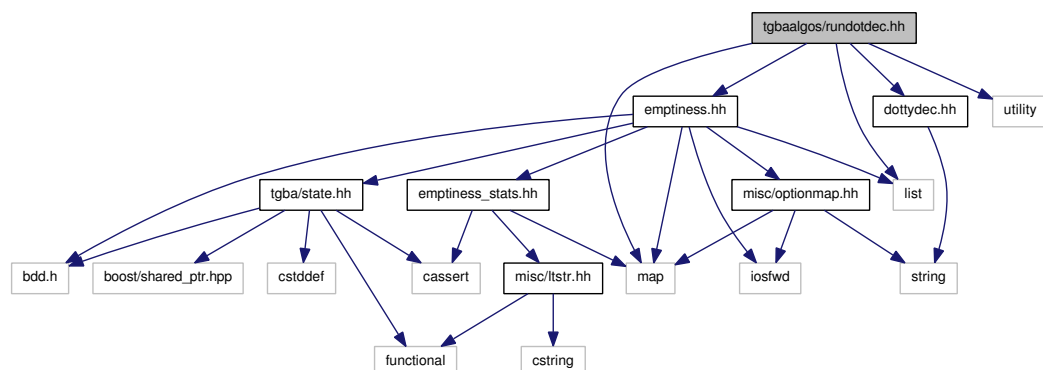 tgbaalgos/rundotdec.hh
emptiness.hh
dottydec.hh
utility
tgba/state.hh
emptiness_stats.hh
misc/optionmap.hh
list
bdd.h
boost/shared_ptr.hpp
cstddef
cassert
misc/ltstr.hh
map
iosfwd
string
functional
cstring